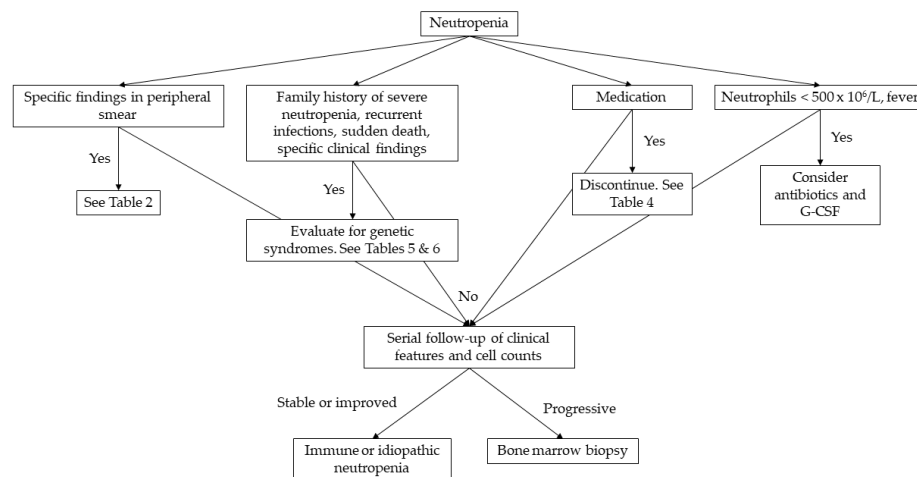 Neutropenia
Specific findings in peripheral
smear
Family history of severe
neutropenia, recurrent
infections, sudden death,
specific clinical findings
Medication
Neutrophils < 500 x 10⁶/L, fever
Yes
Yes
Yes
Yes
See Table 2
Evaluate for genetic
syndromes. See Tables 5 & 6
Discontinue. See
Table 4
Consider
antibiotics and
G-CSF
No
Serial follow-up of clinical
features and cell counts
Stable or improved
Progressive
Immune or idiopathic
neutropenia
Bone marrow biopsy